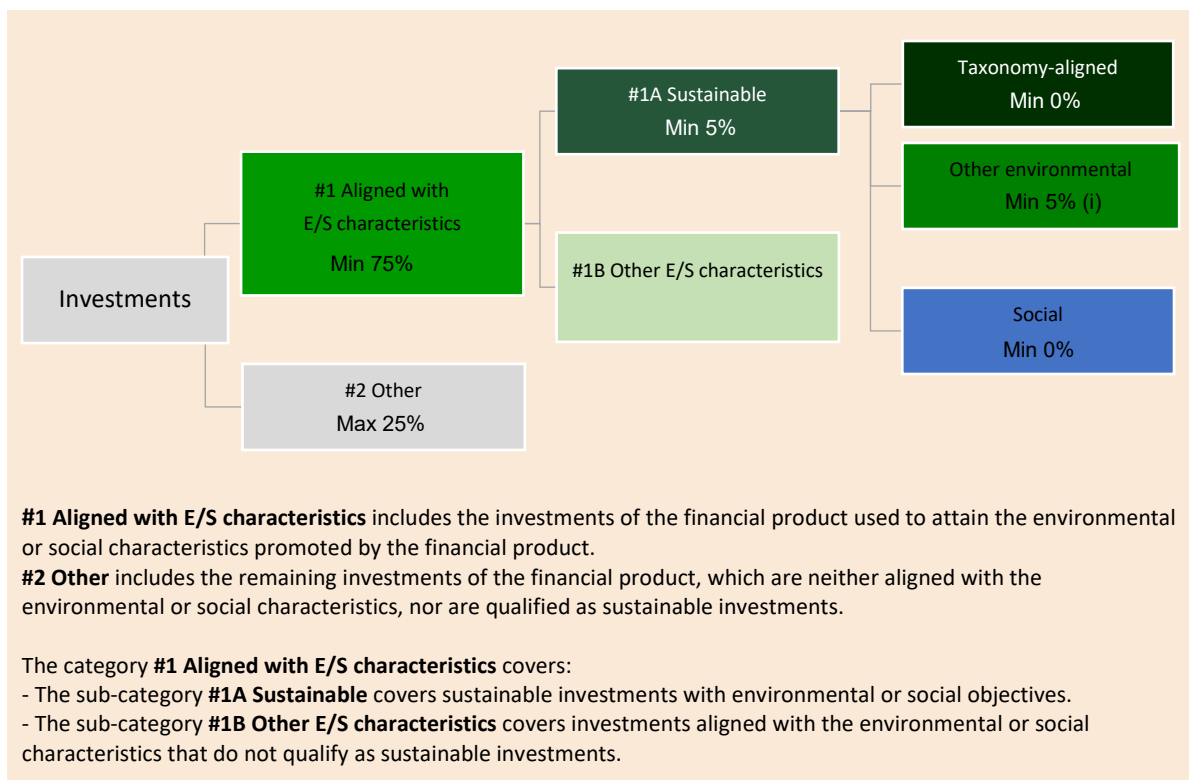 Investments
#1 Aligned with
E/S characteristics
Min 75%
#2 Other
Max 25%
#1A Sustainable
Min 5%
#1B Other E/S characteristics
Taxonomy-aligned
Min 0%
Other environmental
Min 5% (i)
Social
Min 0%
#1 Aligned with E/S characteristics includes the investments of the financial product used to attain the environmental
or social characteristics promoted by the financial product.
#2 Other includes the remaining investments of the financial product, which are neither aligned with the
environmental or social characteristics, nor are qualified as sustainable investments.
The category #1 Aligned with E/S characteristics covers:
- The sub-category #1A Sustainable covers sustainable investments with environmental or social objectives.
- The sub-category #1B Other E/S characteristics covers investments aligned with the environmental or social
characteristics that do not qualify as sustainable investments.